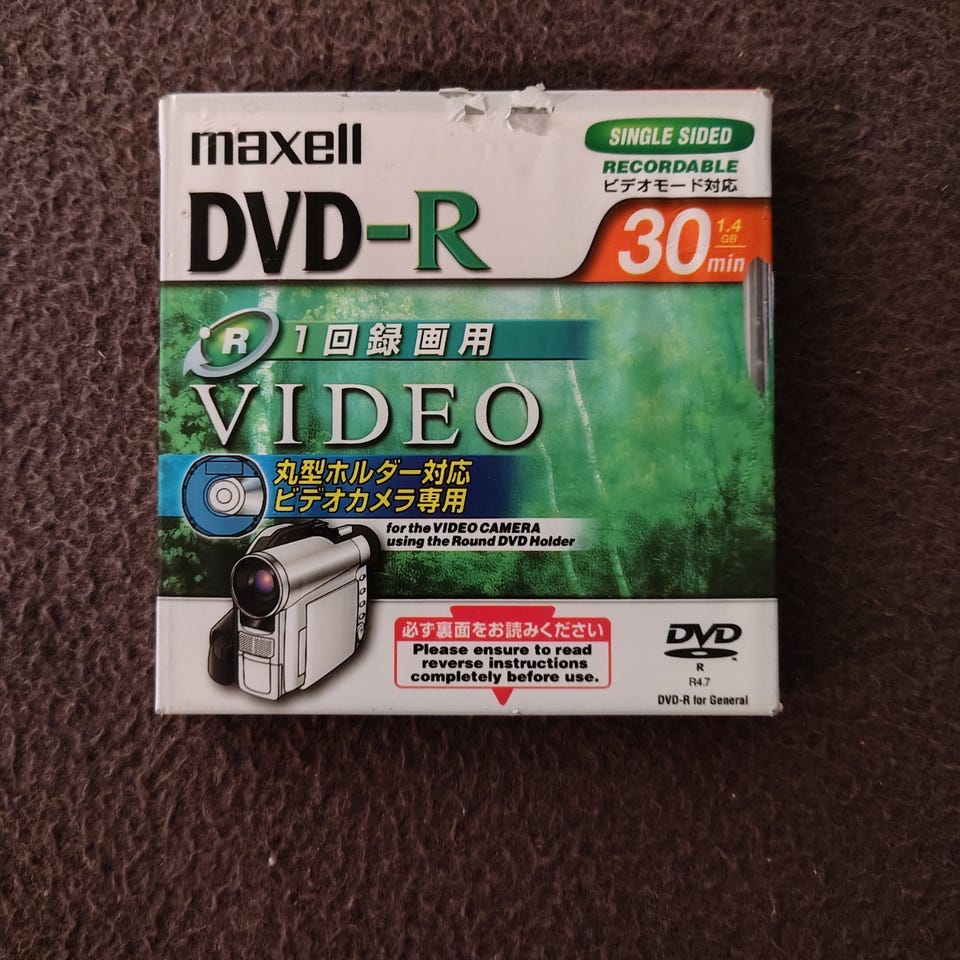 maxell
DVD-R
SINGLE SIDED
RECORDABLE
ビデオモード対応
30min
1.4
GB
R
1回録画用
VIDEO
丸型ホルダー対応
ビデオカメラ専用
for the VIDEO CAMERA
using the Round DVD Holder
必ず裏面をお読みください
Please ensure to read
reverse instructions
completely before use.
DVD
R
R4.7
DVD-R for General